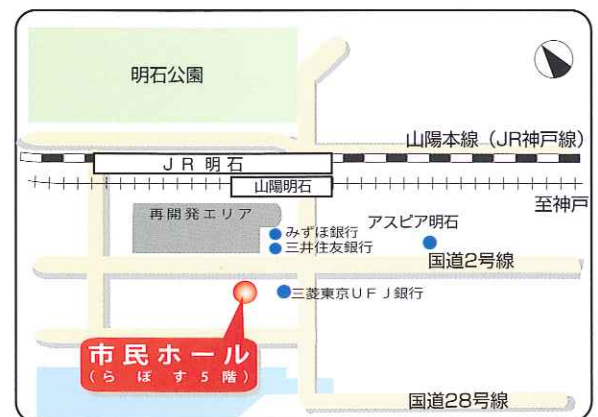 明石公園
山陽本線（JR神戸線）
JR明石
山陽明石
至神戸
再開発エリア
みずほ銀行
三井住友銀行
アスピア明石
国道2号線
三菱東京UFJ銀行
市民ホール
(らぽす5階)
国道28号線